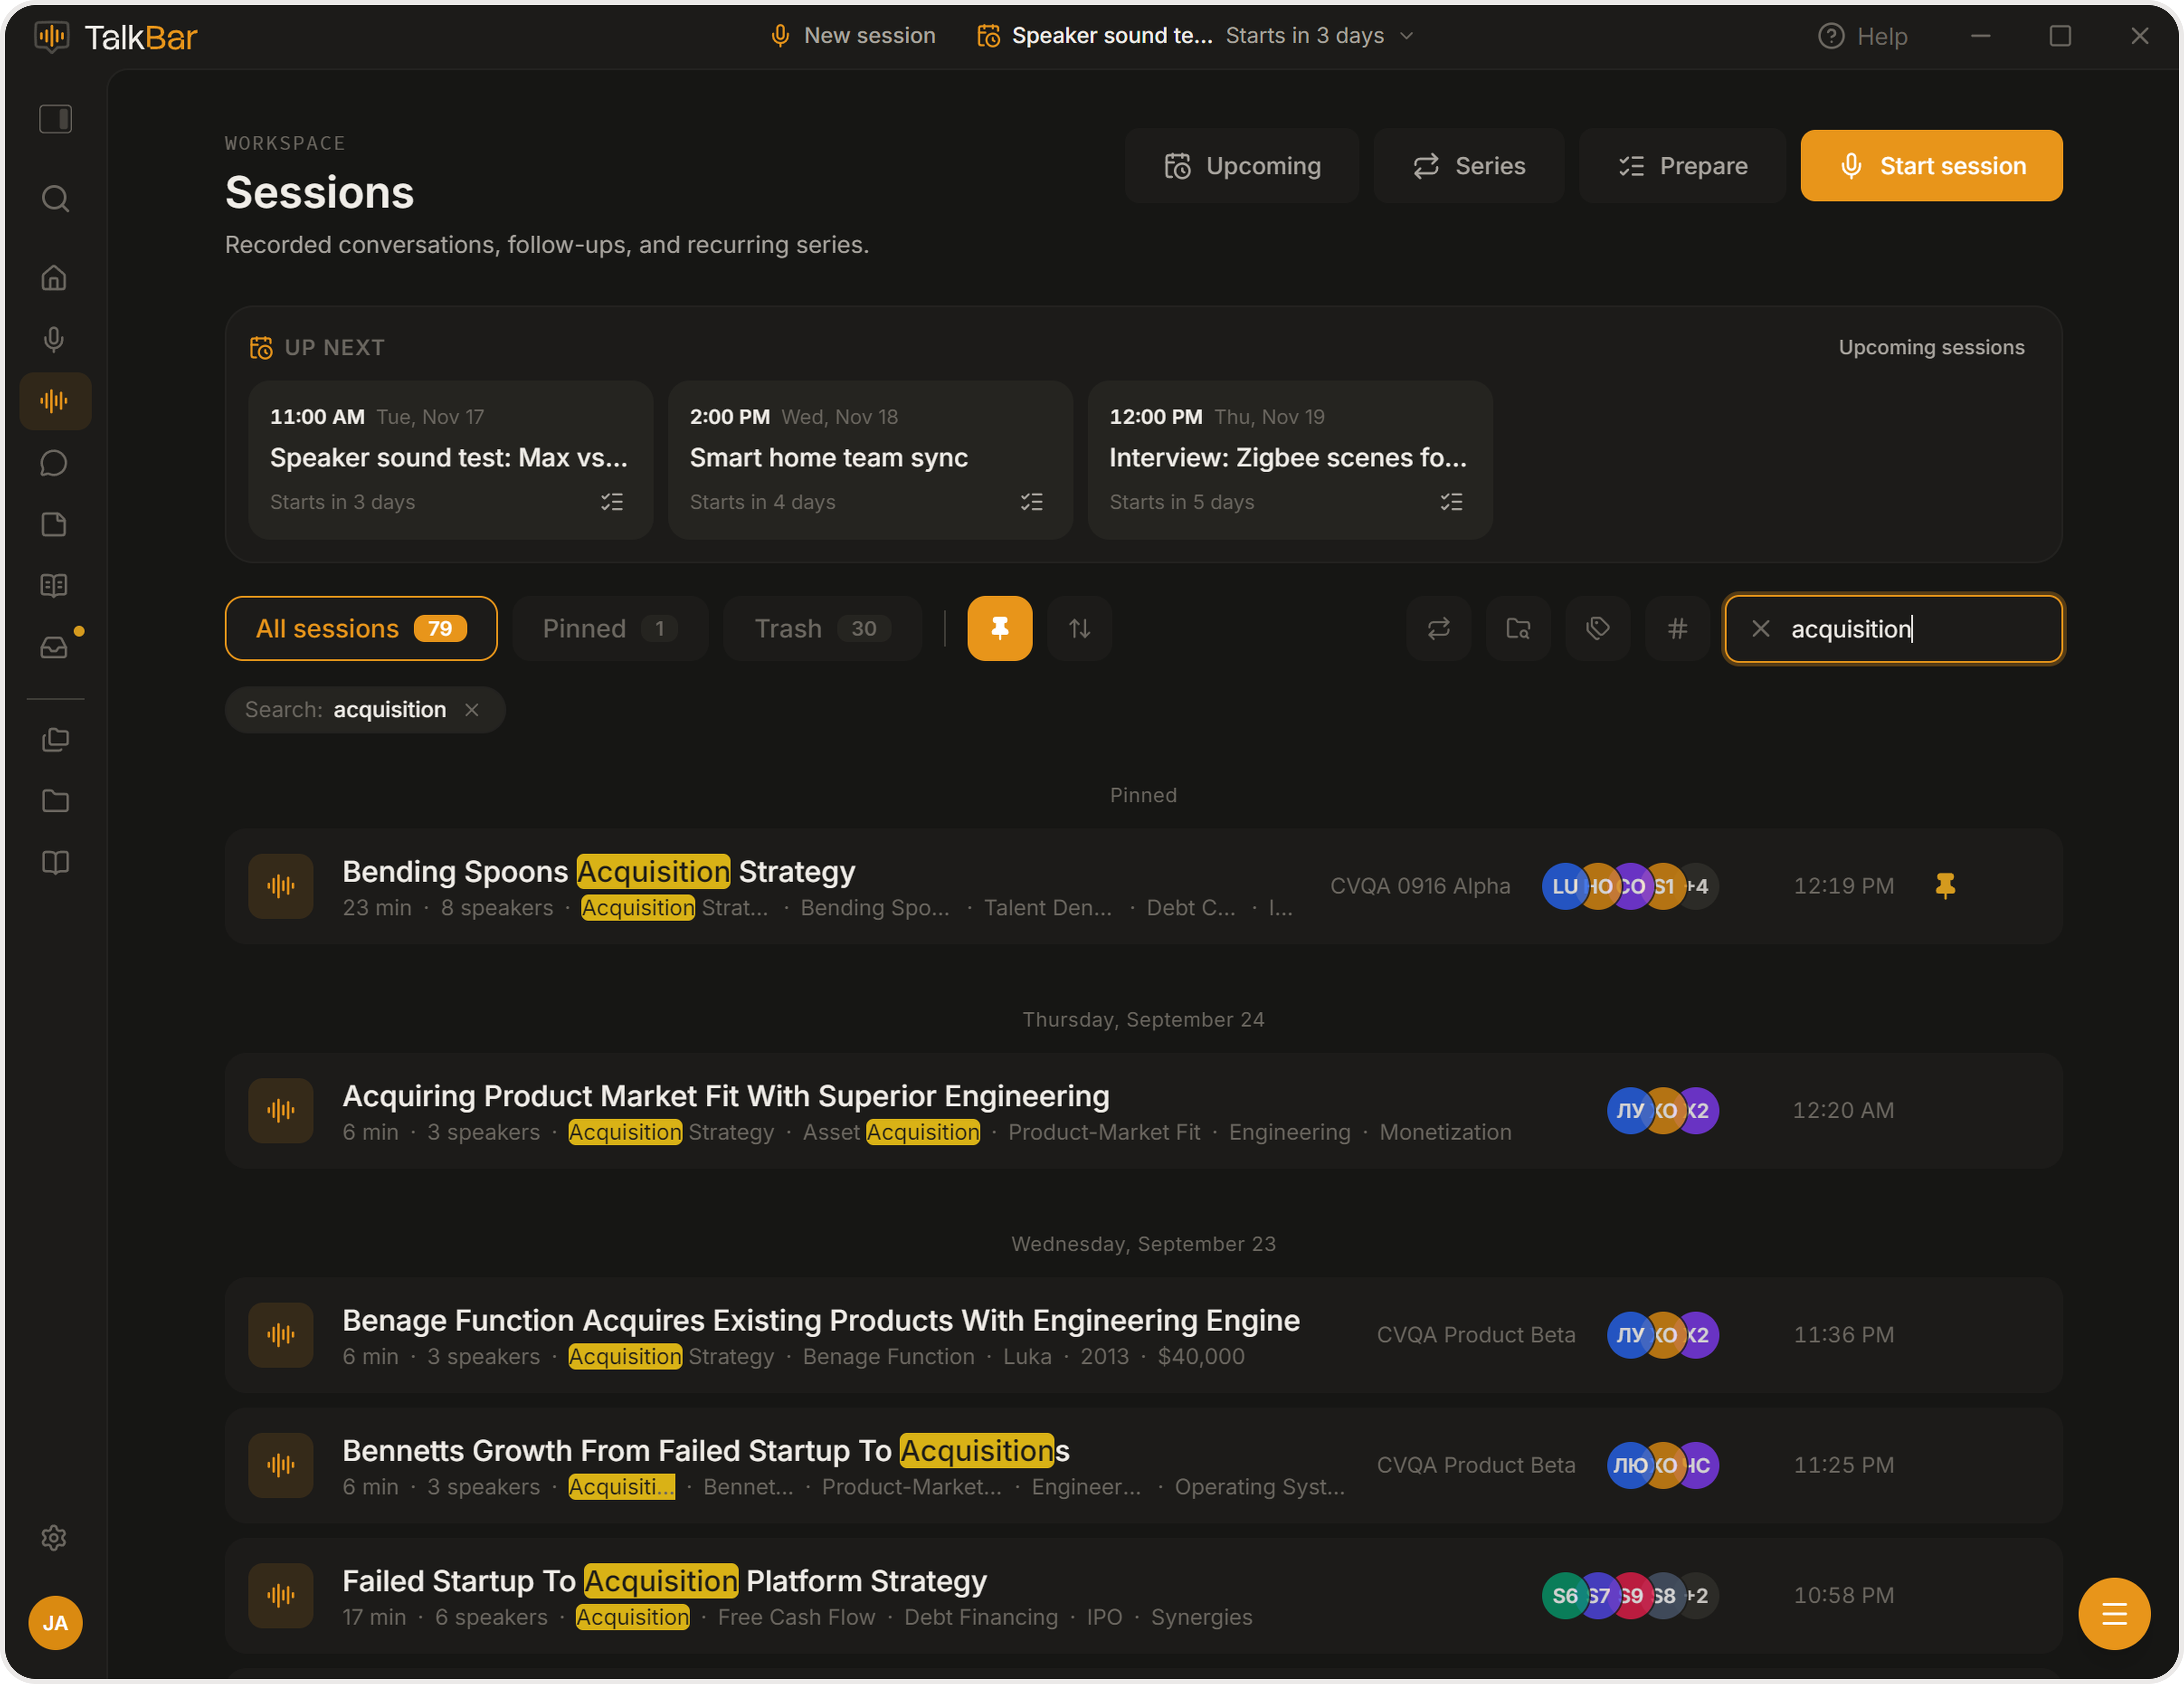 TalkBar
New session
Speaker sound te... Starts in 3 days
Help
WORKSPACE
Sessions
Recorded conversations, follow-ups, and recurring series.
Upcoming
Series
Prepare
Start session
UP NEXT
Upcoming sessions
11:00 AM Tue, Nov 17
Speaker sound test: Max vs...
Starts in 3 days
2:00 PM Wed, Nov 18
Smart home team sync
Starts in 4 days
12:00 PM Thu, Nov 19
Interview: Zigbee scenes fo...
Starts in 5 days
All sessions 79
Pinned 1
Trash 30
acquisition
Search: acquisition
Pinned
Bending Spoons Acquisition Strategy
23 min · 8 speakers · Acquisition Strat... · Bending Spo... · Talent Den... · Debt C... · I...
CVQA 0916 Alpha
LU CO S1 +4
12:19 PM
Thursday, September 24
Acquiring Product Market Fit With Superior Engineering
6 min · 3 speakers · Acquisition Strategy · Asset Acquisition · Product-Market Fit · Engineering · Monetization
ЛУ
12:20 AM
Wednesday, September 23
Benage Function Acquires Existing Products With Engineering Engine
6 min · 3 speakers · Acquisition Strategy · Benage Function · Luka · 2013 · $40,000
CVQA Product Beta
ЛУ
11:36 PM
Bennetts Growth From Failed Startup To Acquisitions
6 min · 3 speakers · Acquisiti... · Bennet... · Product-Market... · Engineer... · Operating Syst...
CVQA Product Beta
ЛЮ
11:25 PM
Failed Startup To Acquisition Platform Strategy
17 min · 6 speakers · Acquisition · Free Cash Flow · Debt Financing · IPO · Synergies
S6 S7 S9 S8 +2
10:58 PM
JA